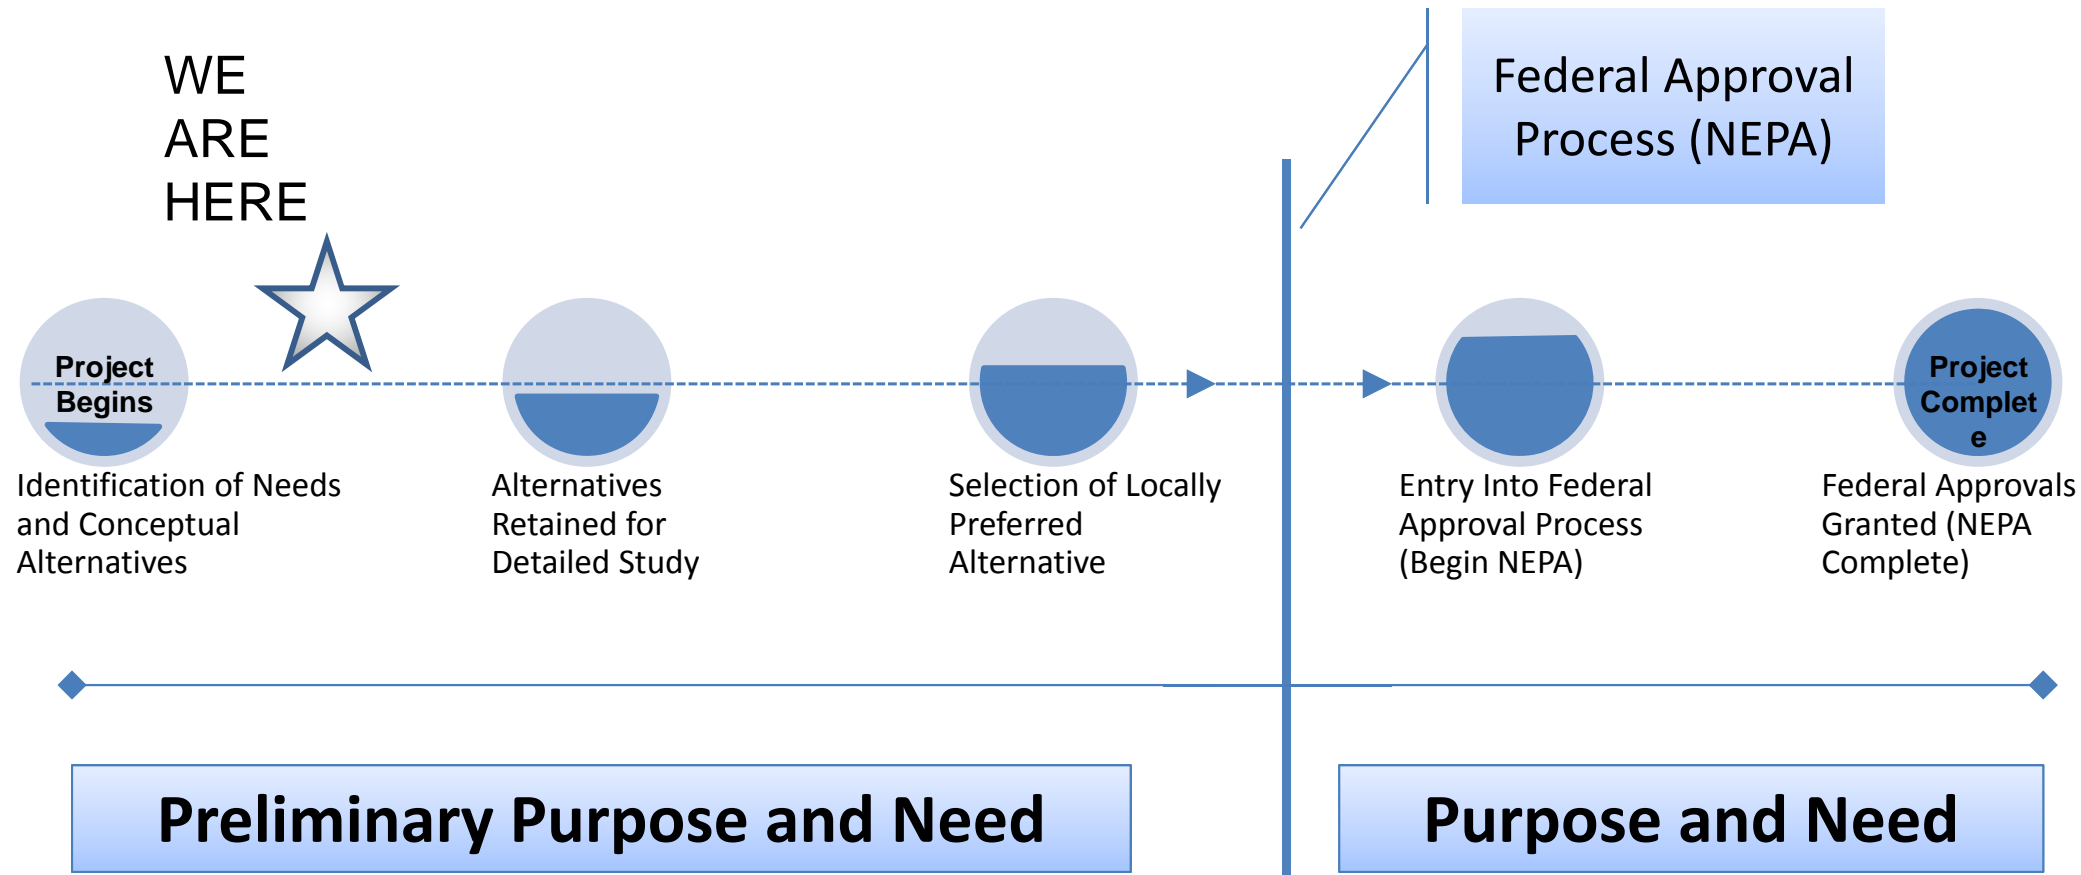 WE
ARE
HERE
Federal Approval
Process (NEPA)
Project
Begins
Project
Complet
e
Identification of Needs
and Conceptual
Alternatives
Alternatives
Retained for
Detailed Study
Selection of Locally
Preferred
Alternative
Entry Into Federal
Approval Process
(Begin NEPA)
Federal Approvals
Granted (NEPA
Complete)
Preliminary Purpose and Need
Purpose and Need